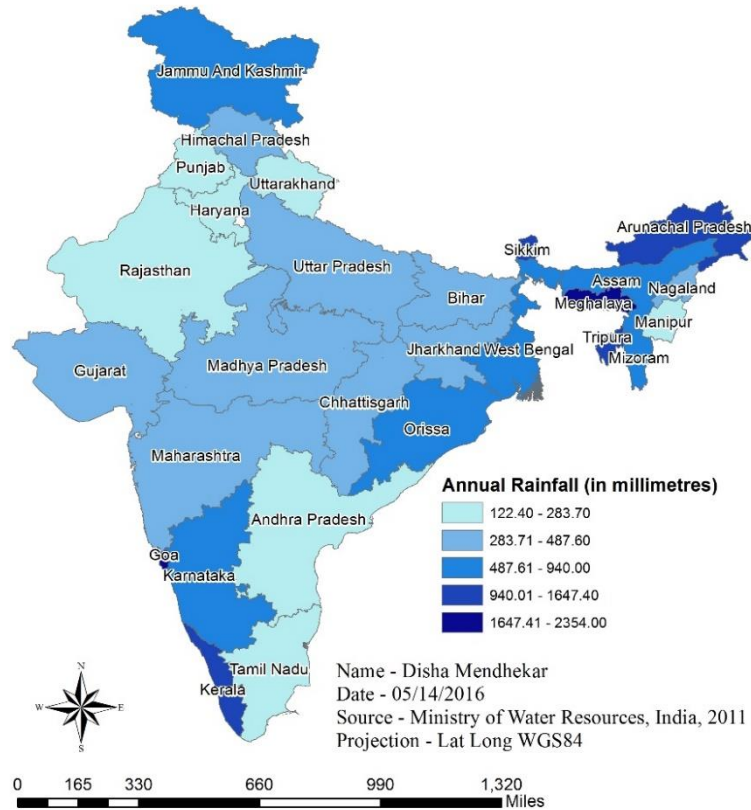 Jammu And Kashmir
Himachal Pradesh
Punjab
Uttarakhand
Haryana
Arunachal Pradesh
Sikkim
Rajasthan
Uttar Pradesh
Assam
Nagaland
Bihar
Meghalaya
Manipur
Tripura
Jharkhand West Bengal
Mizoram
Gujarat
Madhya Pradesh
Chhattisgarh
Orissa
Maharashtra
Annual Rainfall (in millimetres)
122.40 - 283.70
283.71 - 487.60
487.61 - 940.00
940.01 - 1647.40
1647.41 - 2354.00
Andhra Pradesh
Goa
Karnataka
Tamil Nadu
Kerala
Name - Disha Mendhekar
Date - 05/14/2016
Source - Ministry of Water Resources, India, 2011
Projection - Lat Long WGS84
N
W E
S
0 165 330 660 990 1,320
Miles